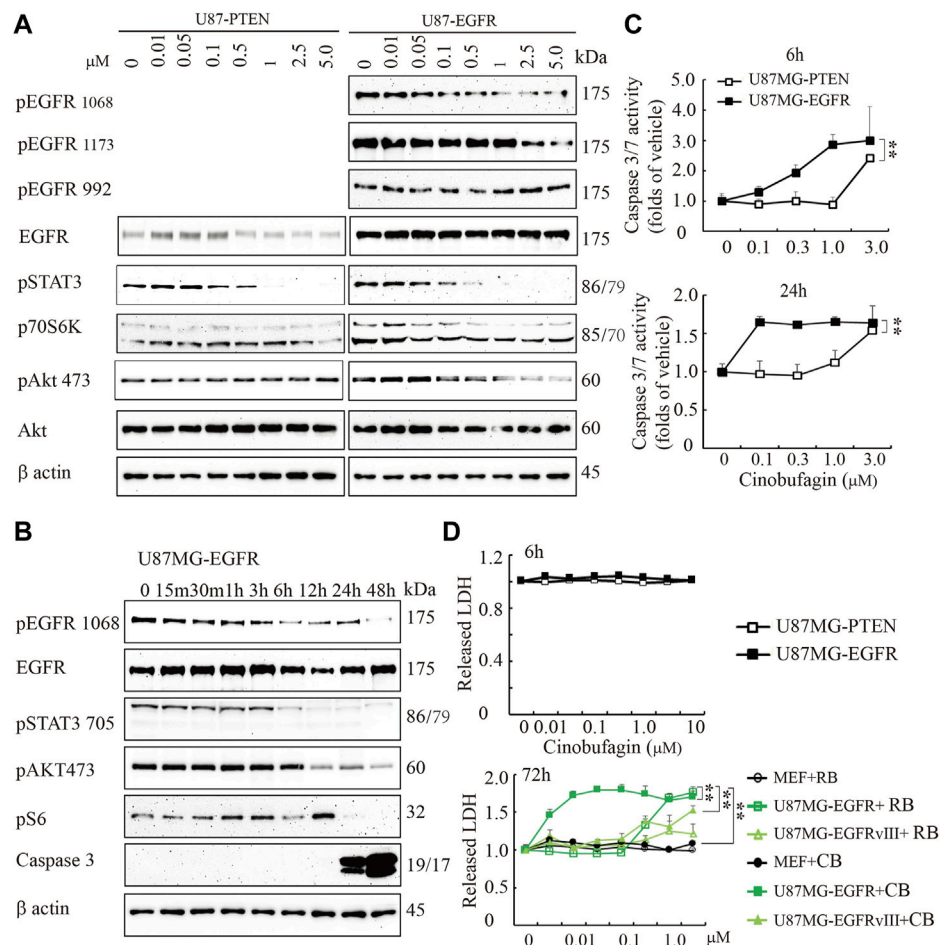 A
U87-PTEN
U87-EGFR
μM 0 0.01 0.05 0.1 0.5 1 2.5 5.0
0 0.01 0.05 0.1 0.5 1 2.5 5.0 kDa
pEGFR 1068 175
pEGFR 1173 175
pEGFR 992 175
EGFR 175
pSTAT3 86/79
p70S6K 85/70
pAkt 473 60
Akt 60
β actin 45
C
6h
U87MG-PTEN
U87MG-EGFR
Caspase 3/7 activity
(folds of vehicle)
5.0
4.0
3.0
2.0
1.0
0
**
0 0.1 0.3 1.0 3.0
24h
Caspase 3/7 activity
(folds of vehicle)
2.0
1.5
1.0
0.5
0
**
0 0.1 0.3 1.0 3.0
Cinobufagin (μM)
B
U87MG-EGFR
0 15m30m1h 3h 6h 12h 24h 48h kDa
pEGFR 1068 175
EGFR 175
pSTAT3 705 86/79
pAKT473 60
pS6 32
Caspase 3 19/17
β actin 45
D
6h
Released LDH
1.2
1.0
0.4
0
0 0.01 0.1 1.0 10
Cinobufagin (μM)
U87MG-PTEN
U87MG-EGFR
72h
Released LDH
2.0
1.5
1.0
0.5
0
**
**
**
0 0.01 0.1 1.0 μM
MEF+RB
U87MG-EGFR+ RB
U87MG-EGFRvIII+ RB
MEF+CB
U87MG-EGFR+CB
U87MG-EGFRvIII+CB